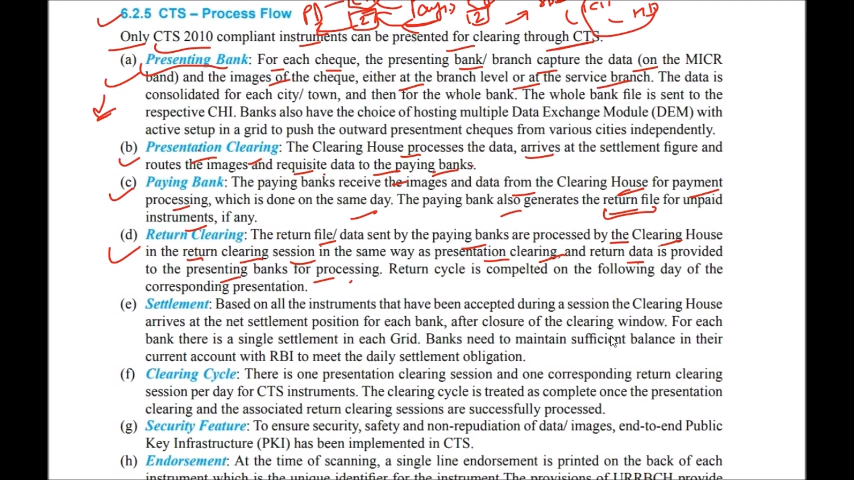 6.2.5 CTS – Process Flow
Only CTS 2010 compliant instruments can be presented for clearing through CTS.
(a) Presenting Bank: For each cheque, the presenting bank/ branch capture the data (on the MICR
band) and the images of the cheque, either at the branch level or at the service branch. The data is
consolidated for each city/ town, and then for the whole bank. The whole bank file is sent to the
respective CHI. Banks also have the choice of hosting multiple Data Exchange Module (DEM) with
active setup in a grid to push the outward presentment cheques from various cities independently.
(b) Presentation Clearing: The Clearing House processes the data, arrives at the settlement figure and
routes the images and requisite data to the paying banks.
(c) Paying Bank: The paying banks receive the images and data from the Clearing House for payment
processing, which is done on the same day. The paying bank also generates the return file for unpaid
instruments, if any.
(d) Return Clearing: The return file/ data sent by the paying banks are processed by the Clearing House
in the return clearing session in the same way as presentation clearing and return data is provided
to the presenting banks for processing. Return cycle is compelted on the following day of the
corresponding presentation.
(e) Settlement: Based on all the instruments that have been accepted during a session the Clearing House
arrives at the net settlement position for each bank, after closure of the clearing window. For each
bank there is a single settlement in each Grid. Banks need to maintain sufficient balance in their
current account with RBI to meet the daily settlement obligation.
(f) Clearing Cycle: There is one presentation clearing session and one corresponding return clearing
session per day for CTS instruments. The clearing cycle is treated as complete once the presentation
clearing and the associated return clearing sessions are successfully processed.
(g) Security Feature: To ensure security, safety and non-repudiation of data/ images, end-to-end Public
Key Infrastructure (PKI) has been implemented in CTS.
(h) Endorsement: At the time of scanning, a single line endorsement is printed on the back of each
instrument which is the unique identifier for the instrument. The provisions of URRBCH provide